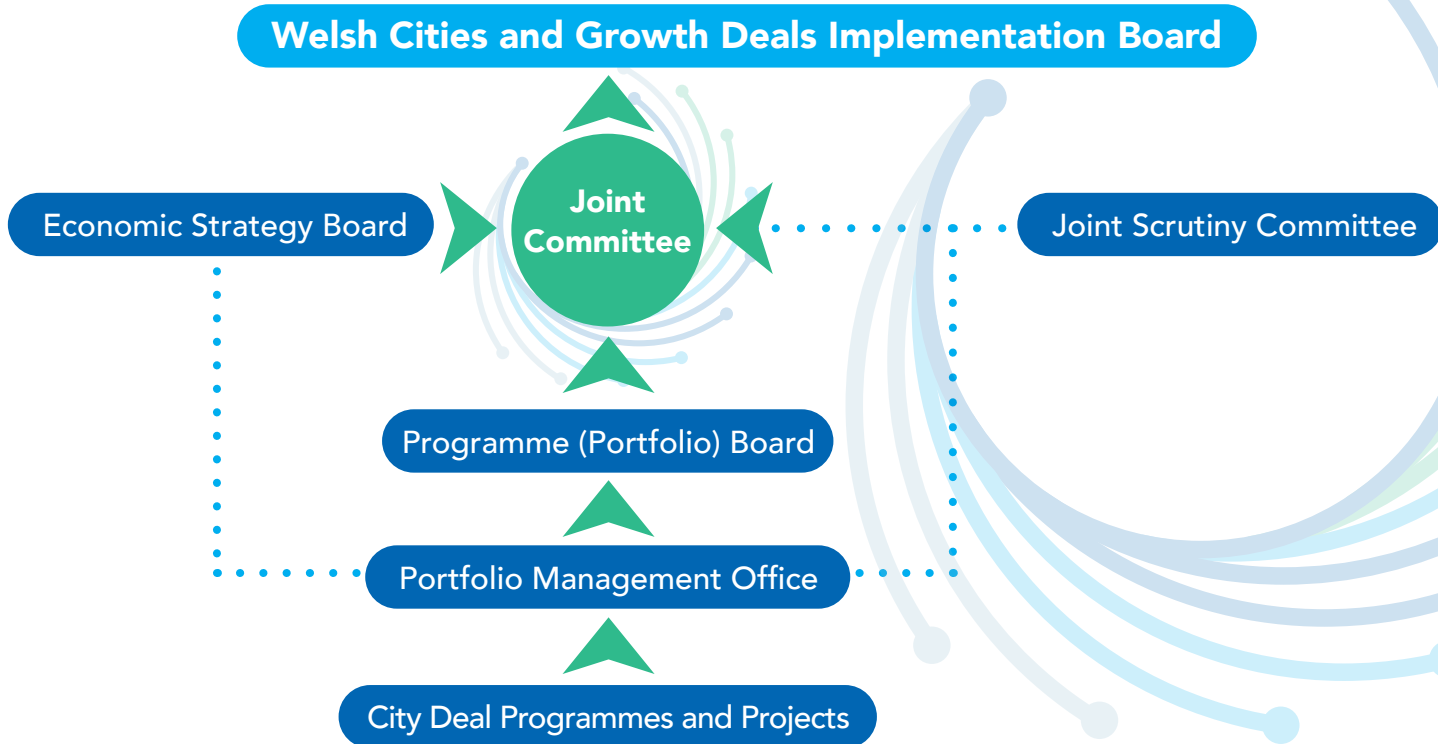 Welsh Cities and Growth Deals Implementation Board
Joint
Committee
Economic Strategy Board
Joint Scrutiny Committee
Programme (Portfolio) Board
Portfolio Management Office
City Deal Programmes and Projects